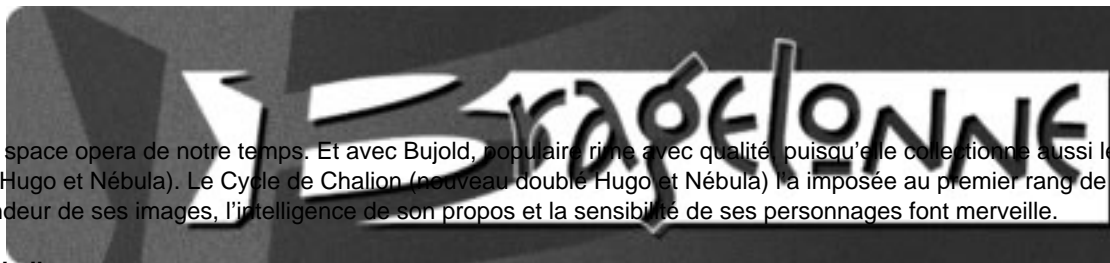 BRAGELONNE
space opera de notre temps. Et avec Bujold, populaire rime avec qualité, puisqu'elle collectionne aussi
Hugo et Nébula). Le Cycle de Chalion (nouveau doublé Hugo et Nébula) l'a imposée au premier rang de
de ses images, l'intelligence de son propos et la sensibilité de ses personnages font merveille.